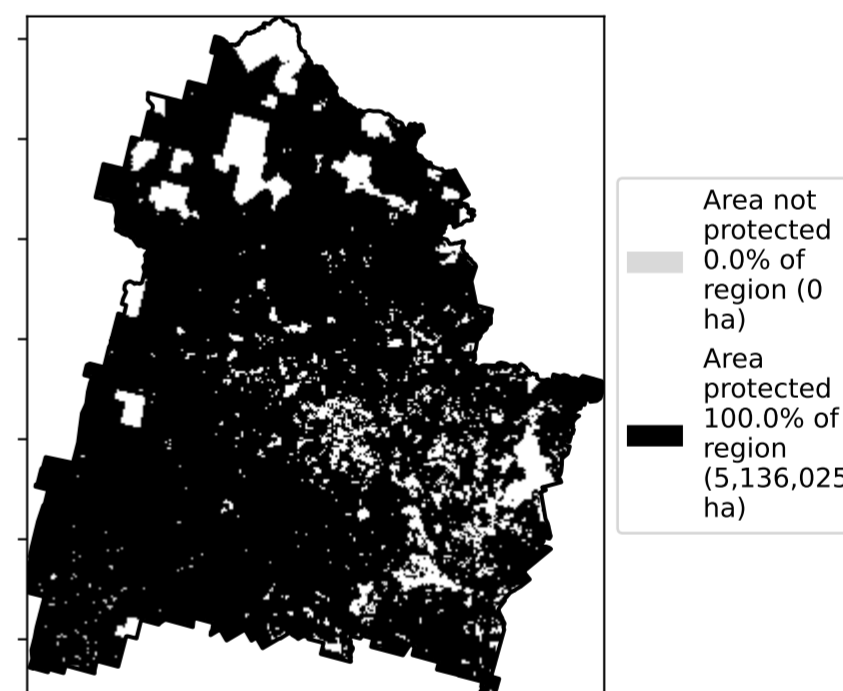 Area not
protected
0.0% of
region (0
ha)
Area
protected
100.0% of
region
(5,136,025
ha)